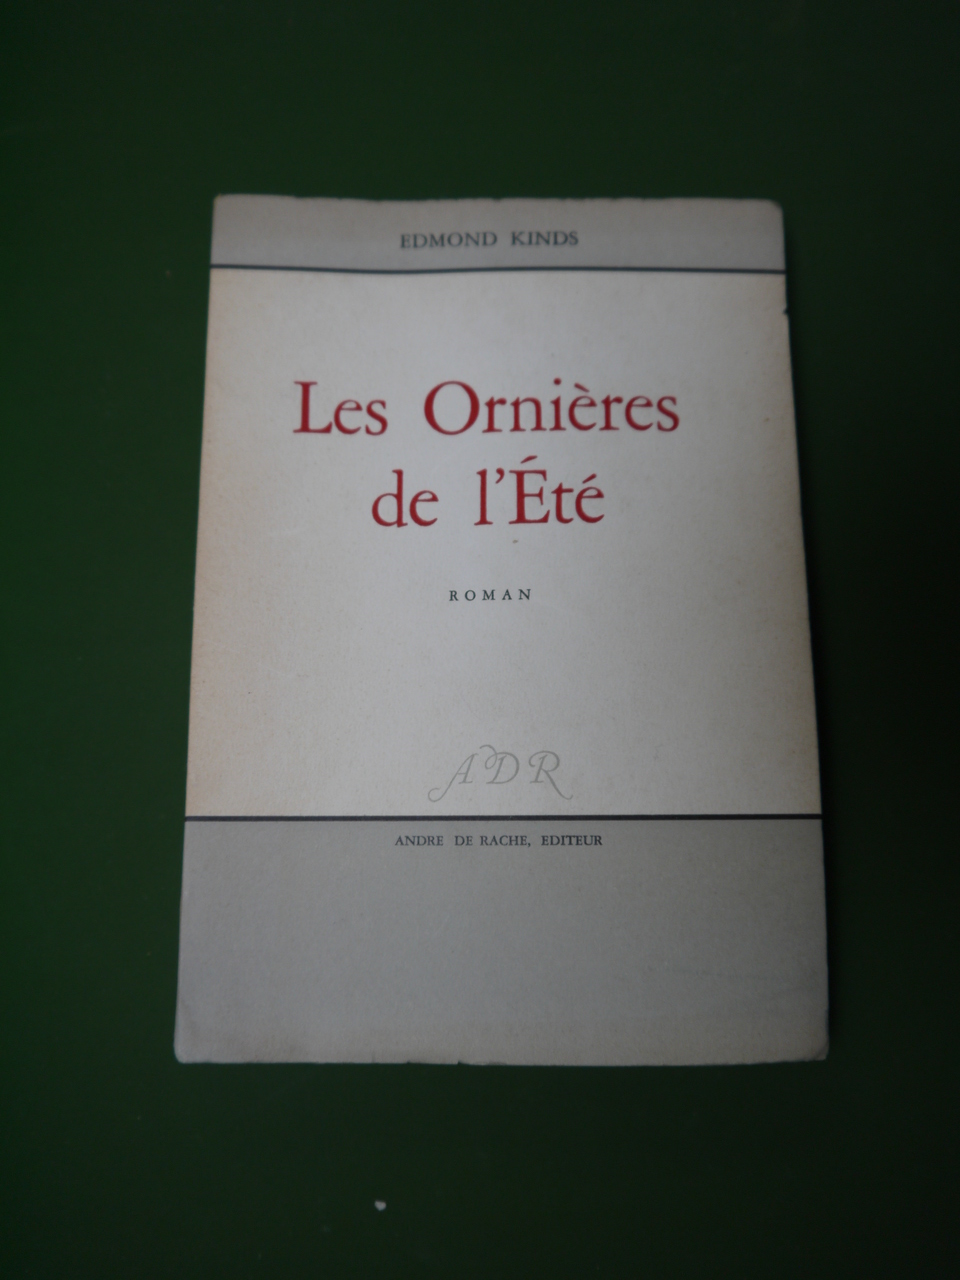 EDMOND KINDS
Les Ornières
de l'Été
ROMAN
ADR
ANDRE DE RACHE, EDITEUR